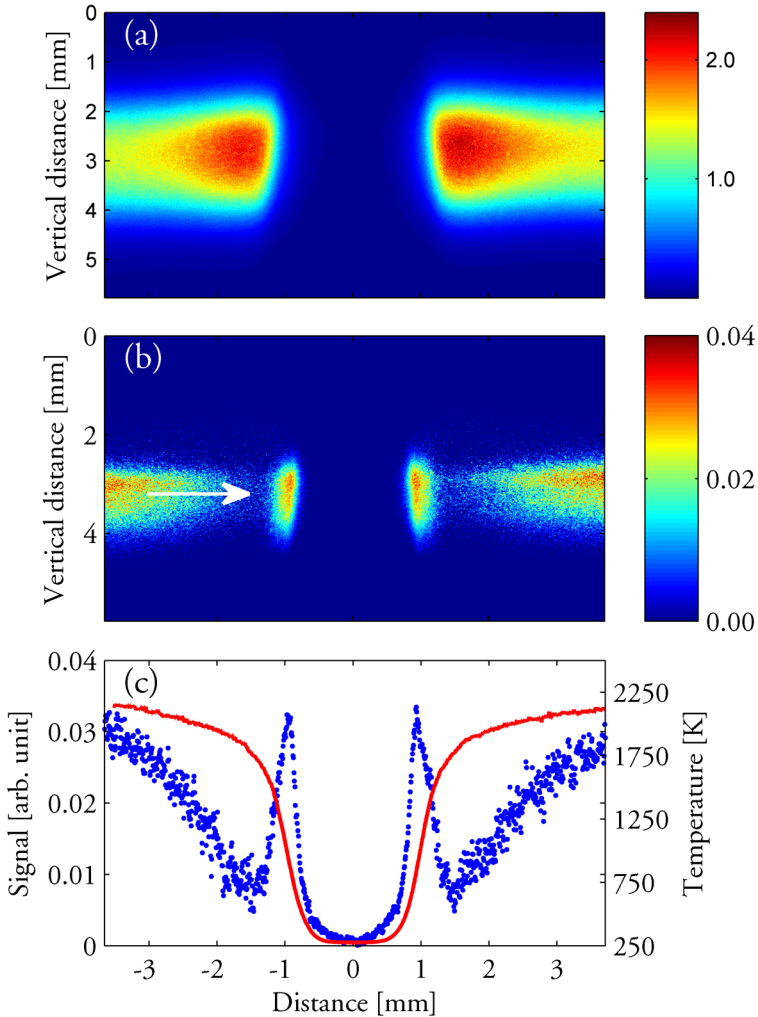 (a)
Vertical distance [mm]
0
1
2
3
4
5
2.0
1.0
(b)
Vertical distance [mm]
0
2
4
0.04
0.02
0.00
(c)
Signal [arb. unit]
0.04
0.03
0.02
0.01
0
2250
1750
1250
750
250
Temperature [K]
-3 -2 -1 0 1 2 3
Distance [mm]